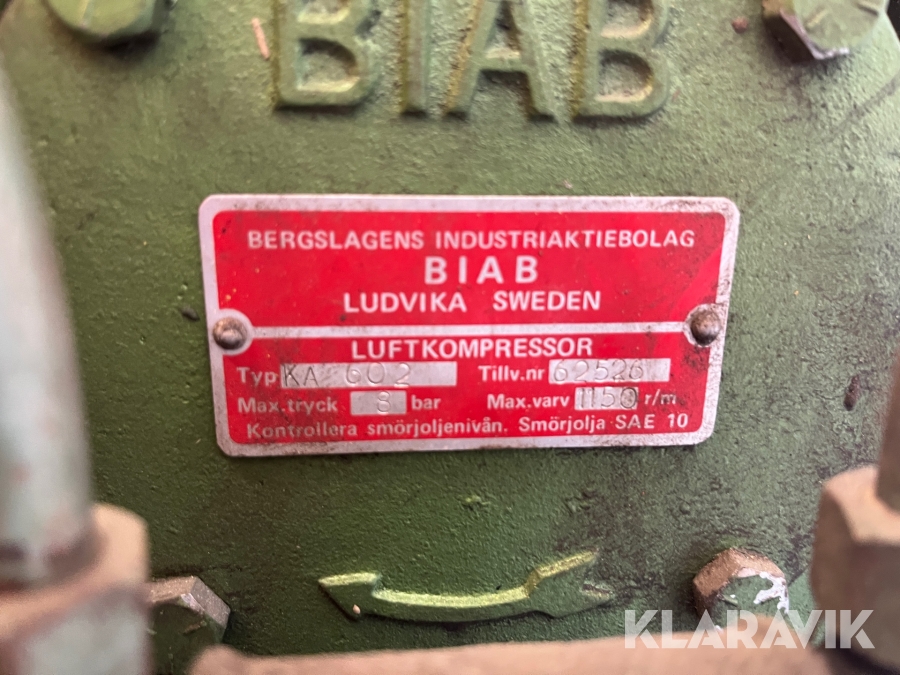 BIAB
BERGSLAGENS INDUSTRIAKTIEBOLAG
BIAB
LUDVIKA SWEDEN
LUFTKOMPRESSOR
Typ KA 602 Tillv.nr 62526
Max.tryck 8 bar Max.varv 1150 r/m
Kontrollera smörjoljenivån. Smörjolja SAE 10
KLARAVIK